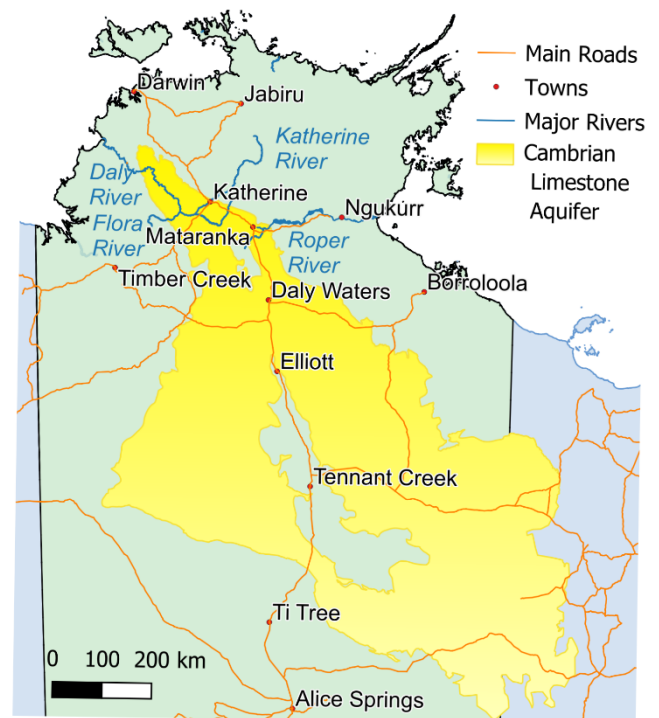 Main Roads
Towns
Major Rivers
Cambrian
Limestone
Aquifer
Darwin
Jabiru
Katherine
River
Daly
River
Katherine
Flora
River
Ngukurr
Mataranka
Roper
River
Timber Creek
Borroloola
Daly Waters
Elliott
Tennant Creek
Ti Tree
0 100 200 km
Alice Springs